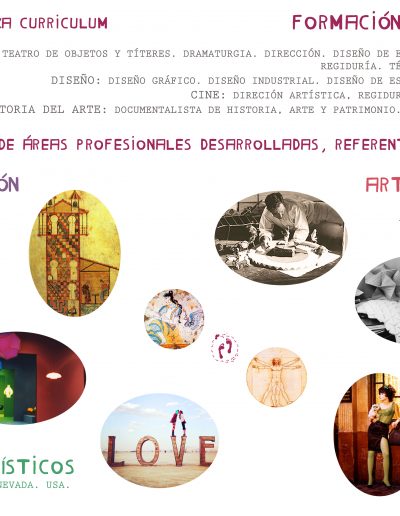 RA CURRICULUM
FORMACIÓN
TEATRO DE OBJETOS Y TÍTERES. DRAMATURGIA. DIRECCIÓN. DISEÑO DE E
REGIDURÍA. TÉ
DISEÑO: DISEÑO GRÁFICO. DISEÑO INDUSTRIAL. DISEÑO DE ES
CINE: DIRECIÓN ARTÍSTICA, REGIDUR
TORIA DEL ARTE: DOCUMENTALISTA DE HISTORIA, ARTE Y PATRIMONIO.
DE ÁREAS PROFESIONALES DESARROLLADAS, REFERENT
ÓN
ART
LOVE
ÍSTICOS
NEVADA. USA.